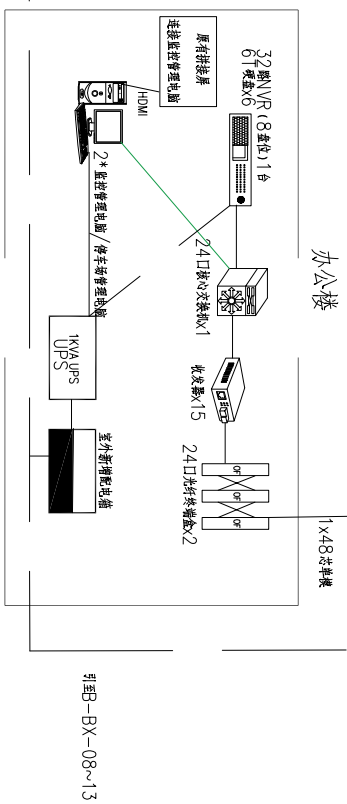 办公楼
32路NVR（8盘位）1台
6T硬盘x6
原有拼接屏
连接监控管理电脑
HDMI
2*监控管理电脑/停车场管理电脑
24口核心交换机x1
收发器x15
OF
OF
OF
24口光纤终端盒x2
1x48芯单模
1KVA UPS
UPS
室外新增配电箱
引至B-BX-08~13